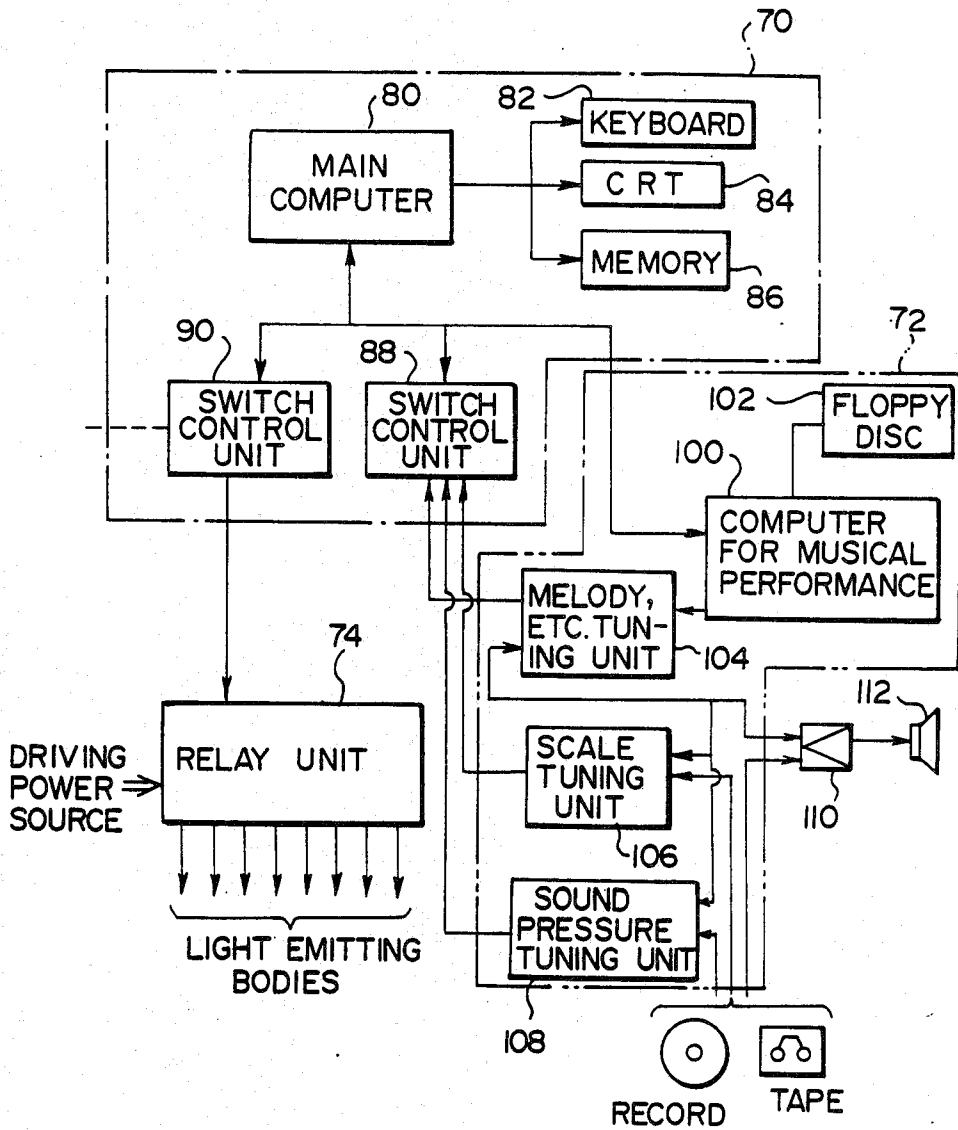 70
80
82
KEYBOARD
MAIN
COMPUTER
CRT
84
MEMORY
86
90
88
72
SWITCH
CONTROL
UNIT
SWITCH
CONTROL
UNIT
102
FLOPPY
DISC
100
COMPUTER
FOR MUSICAL
PERFORMANCE
MELODY,
ETC. TUN-
ING UNIT
104
74
112
RELAY UNIT
DRIVING
POWER
SOURCE
SCALE
TUNING
UNIT
110
106
SOUND
PRESSURE
TUNING UNIT
LIGHT EMITTING
BODIES
108
RECORD
TAPE